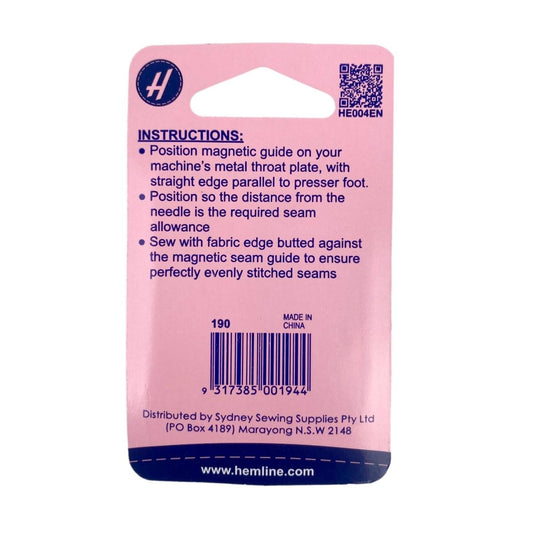 H
HE004EN
INSTRUCTIONS:
• Position magnetic guide on your
machine's metal throat plate, with
straight edge parallel to presser foot.
• Position so the distance from the
needle is the required seam
allowance
• Sew with fabric edge butted against
the magnetic seam guide to ensure
perfectly evenly stitched seams
190
MADE IN
CHINA
9 317385 001944
Distributed by Sydney Sewing Supplies Pty Ltd
(PO Box 4189) Marayong N.S.W 2148
www.hemline.com